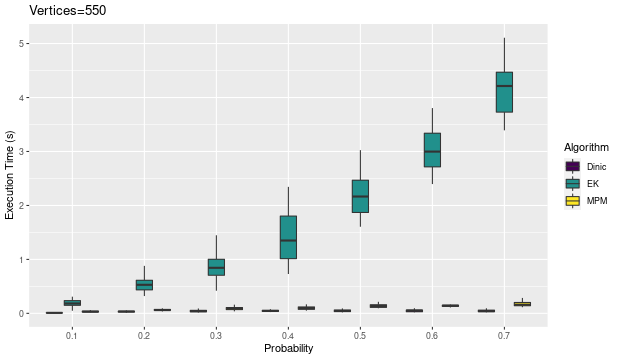 Vertices=550
Execution Time (s)
5
4
3
2
1
0
0.1 0.2 0.3 0.4 0.5 0.6 0.7
Probability
Algorithm
Dinic
EK
MPM